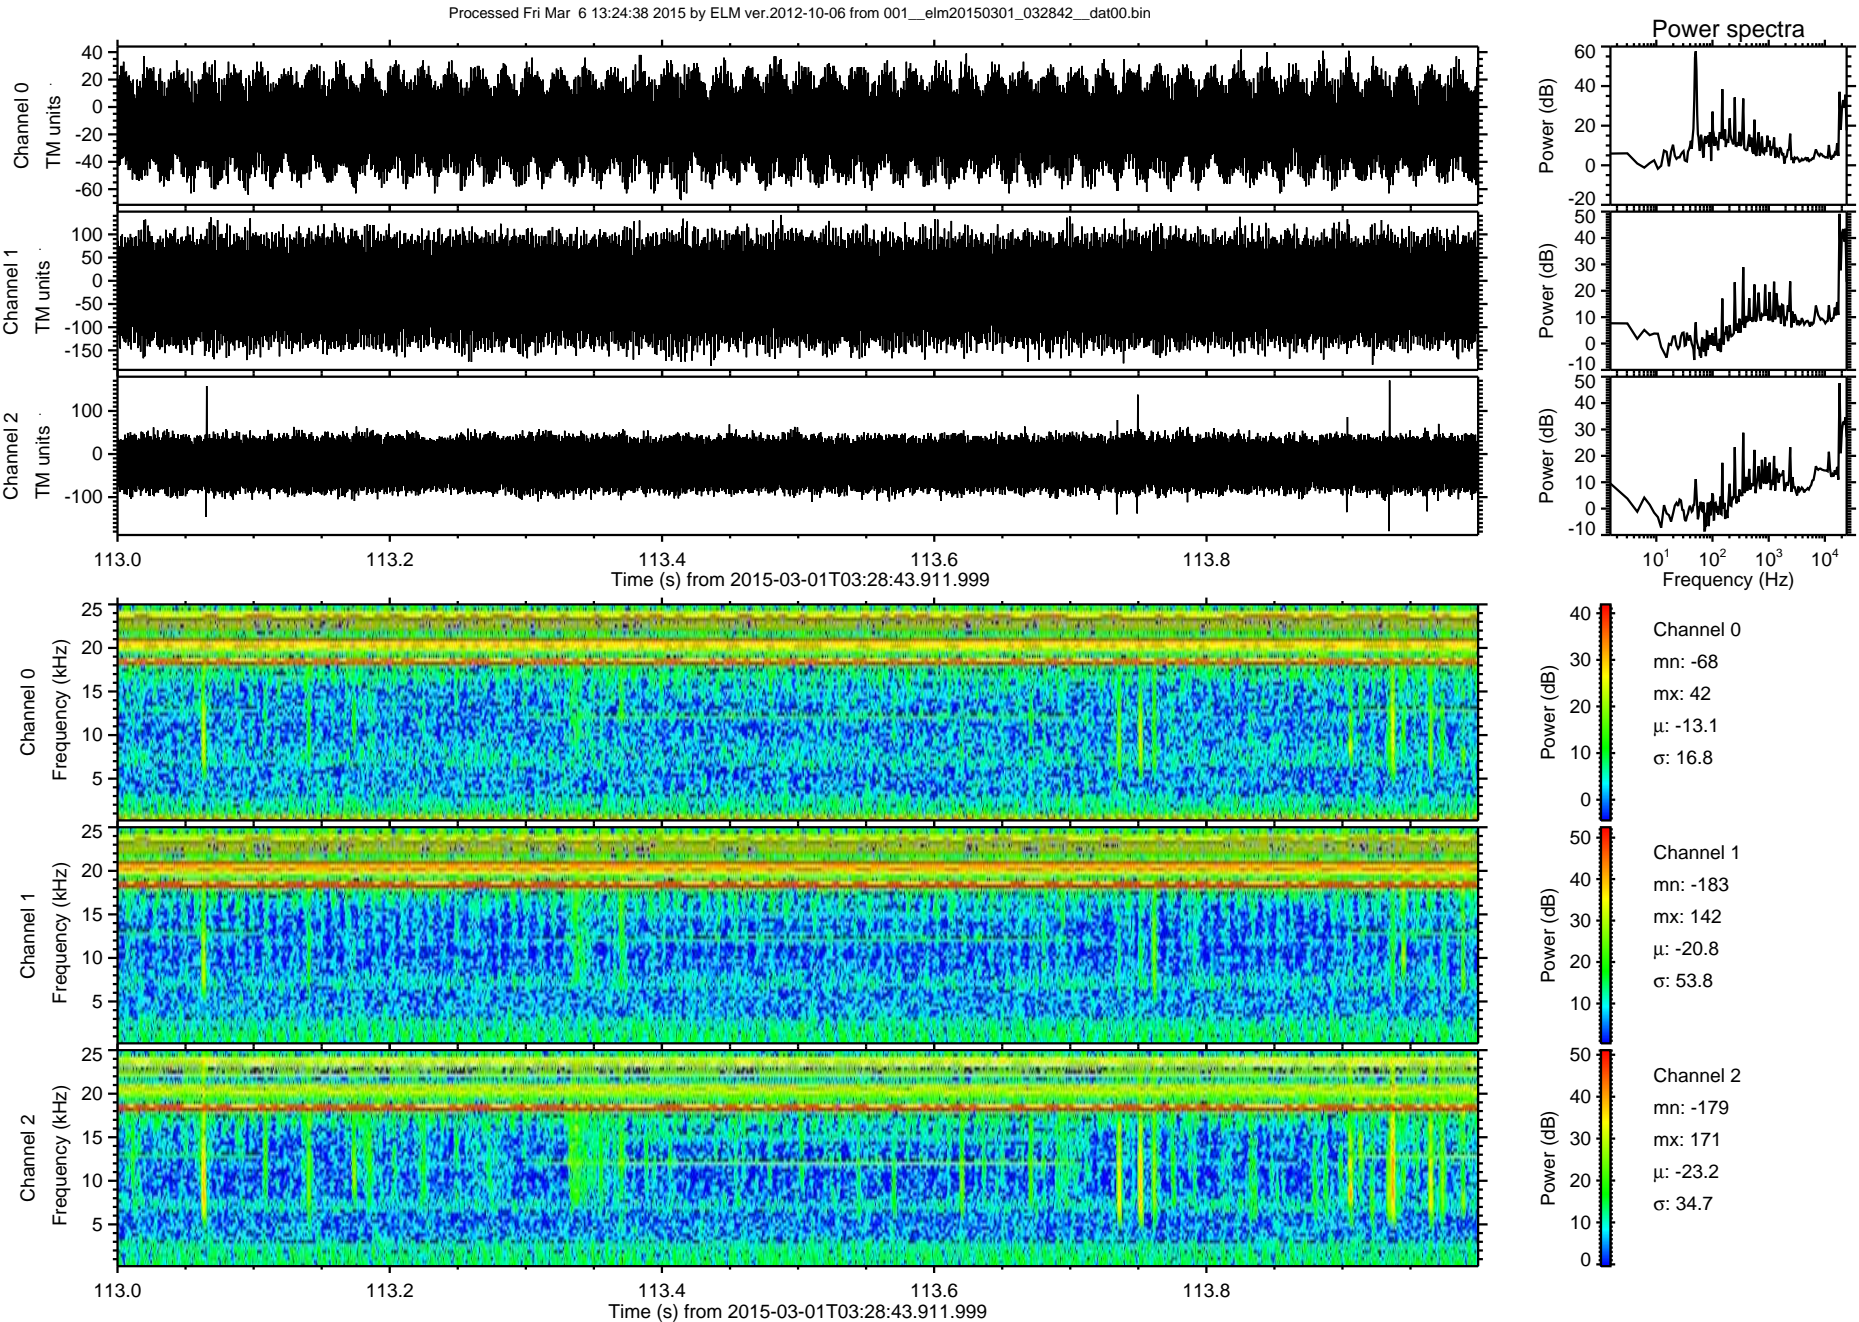 Processed Fri Mar  6 13:24:38 2015 by ELM ver.2012-10-06 from 001__elm20150301_032842__dat00.bin
Power spectra
Channel 0
TM units
40
20
0
-20
-40
-60
Power (dB)
60
40
20
0
-20
Channel 1
TM units
100
50
0
-50
-100
-150
Power (dB)
50
40
30
20
10
0
-10
Channel 2
TM units
100
0
-100
Power (dB)
50
40
30
20
10
0
-10
113.0 113.2 113.4 113.6 113.8
Time (s) from 2015-03-01T03:28:43.911.999
10^1 10^2 10^3 10^4
Frequency (Hz)
Channel 0
Frequency (kHz)
25
20
15
10
5
Power (dB)
40
30
20
10
0
Channel 0
mn: -68
mx: 42
μ: -13.1
σ: 16.8
Channel 1
Frequency (kHz)
25
20
15
10
5
Power (dB)
50
40
30
20
10
Channel 1
mn: -183
mx: 142
μ: -20.8
σ: 53.8
Channel 2
Frequency (kHz)
25
20
15
10
5
Power (dB)
50
40
30
20
10
0
Channel 2
mn: -179
mx: 171
μ: -23.2
σ: 34.7
113.0 113.2 113.4 113.6 113.8
Time (s) from 2015-03-01T03:28:43.911.999